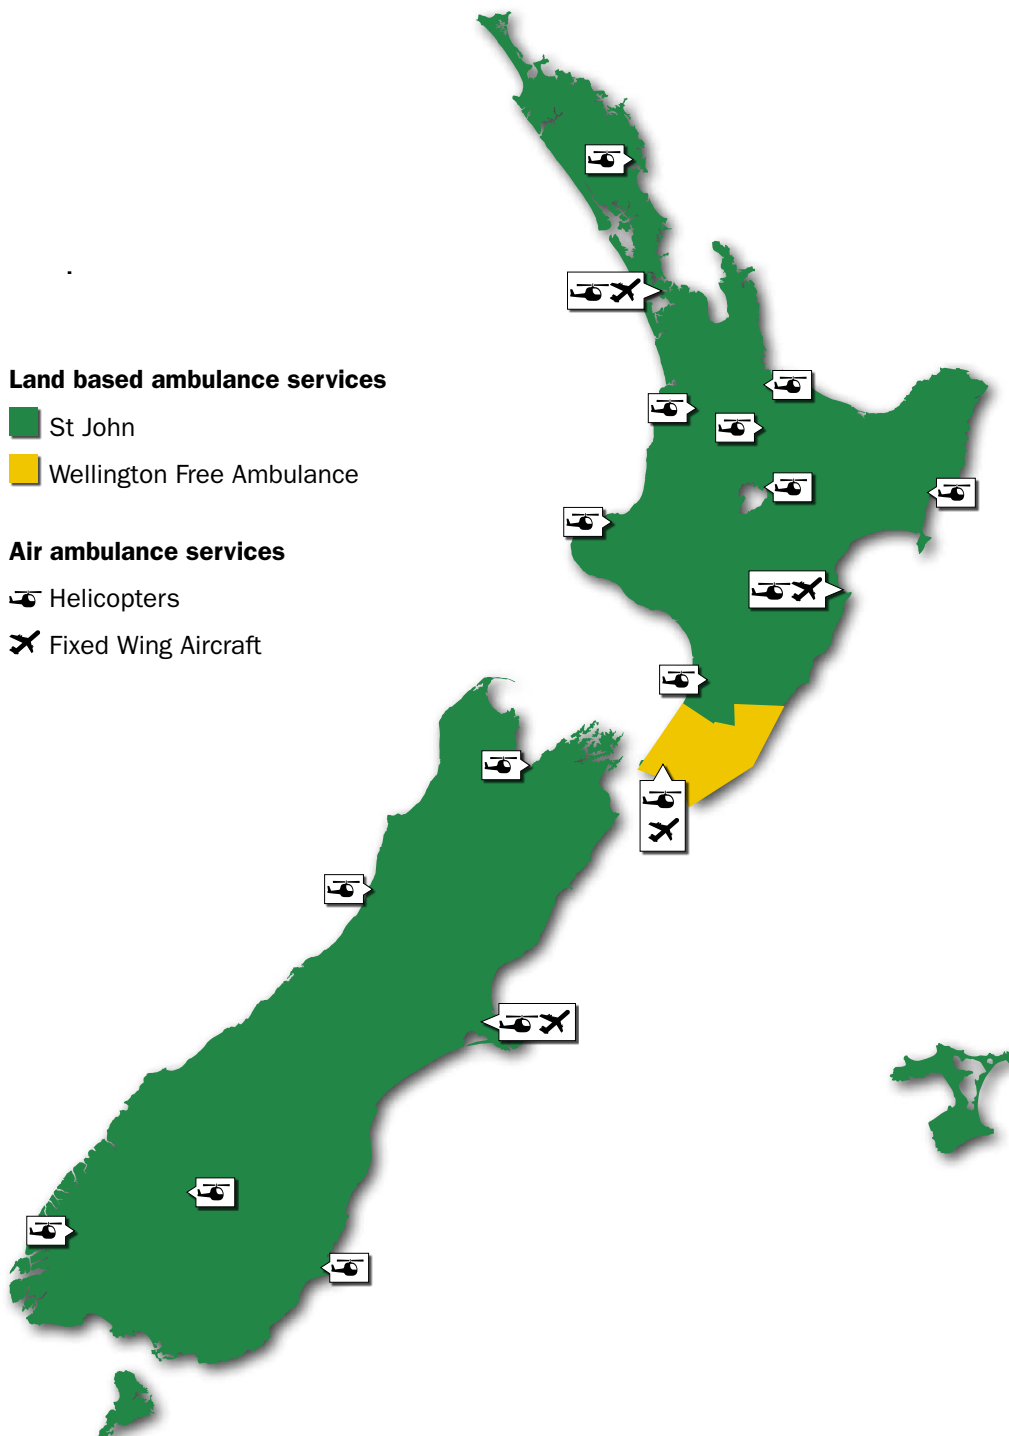 Land based ambulance services
St John
Wellington Free Ambulance
Air ambulance services
Helicopters
Fixed Wing Aircraft